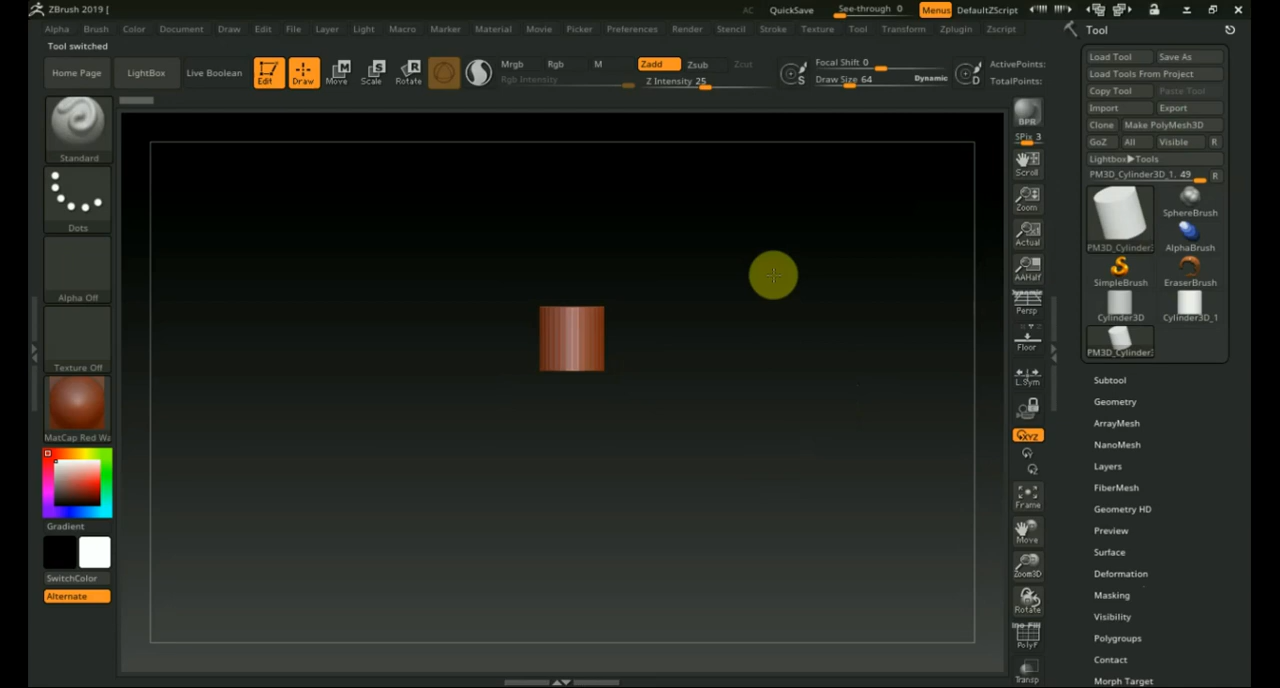 ZBrush 2019 [
AC QuickSave See-through 0 Menus DefaultZScript
Alpha Brush Color Document Draw Edit File Layer Light Macro Marker Material Movie Picker Preferences Render Stencil Stroke Texture Tool Transform Zplugin Zscript
Tool switched
Home Page LightBox Live Boolean Edit Draw Move Scale Rotate
Mrgb Rgb M
Rgb Intensity
Zadd Zsub Zcut
Z Intensity 25
Focal Shift 0
Draw Size 64 Dynamic
S
D
ActivePoints:
TotalPoints:
Standard
Dots
Alpha Off
Texture Off
MatCap Red Wa
Gradient
SwitchColor
Alternate
BPR
SPix 3
Scroll
Zoom
Actual
AAHalf
Dynamic
Persp
Floor
L.Sym
XYZ
Y
Z
Frame
Move
Zoom3D
Rotate
PolyF
Transp
Tool
Load Tool Save As
Load Tools From Project
Copy Tool Paste Tool
Import Export
Clone Make PolyMesh3D
GoZ All Visible R
Lightbox▶Tools
PM3D_Cylinder3D_1. 49 R
PM3D_Cylinder: SphereBrush
AlphaBrush
SimpleBrush EraserBrush
Cylinder3D Cylinder3D_1
PM3D_Cylinder:
Subtool
Geometry
ArrayMesh
NanoMesh
Layers
FiberMesh
Geometry HD
Preview
Surface
Deformation
Masking
Visibility
Polygroups
Contact
Morph Target